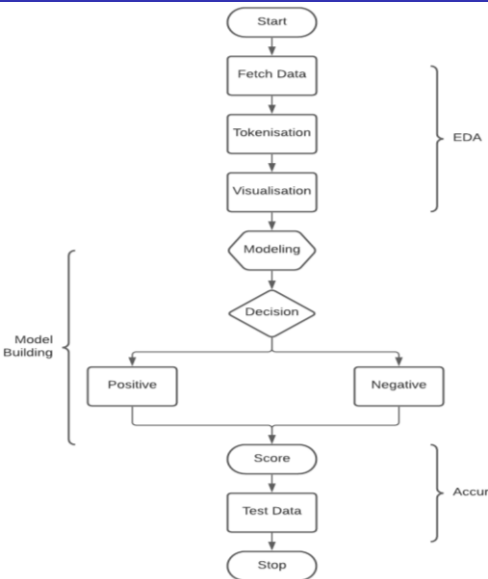 Start
Fetch Data
Tokenisation
EDA
Visualisation
Modeling
Decision
Model
Building
Positive
Negative
Score
Accur
Test Data
Stop